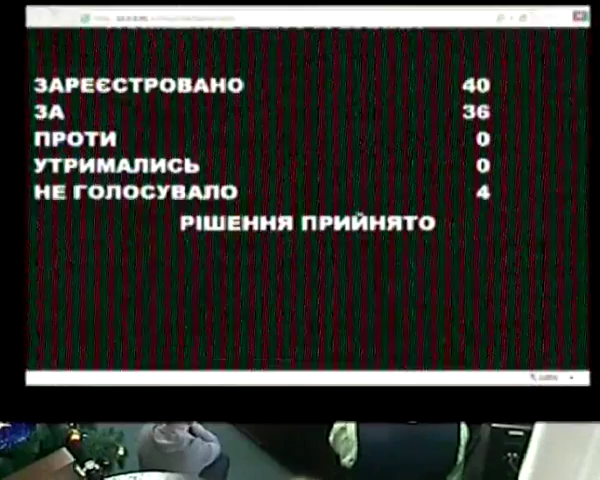 ЗАРЕЄСТРОВАНО 40
ЗА 36
ПРОТИ 0
УТРИМАЛИСЬ 0
НЕ ГОЛОСУВАЛО 4
РІШЕННЯ ПРИЙНЯТО